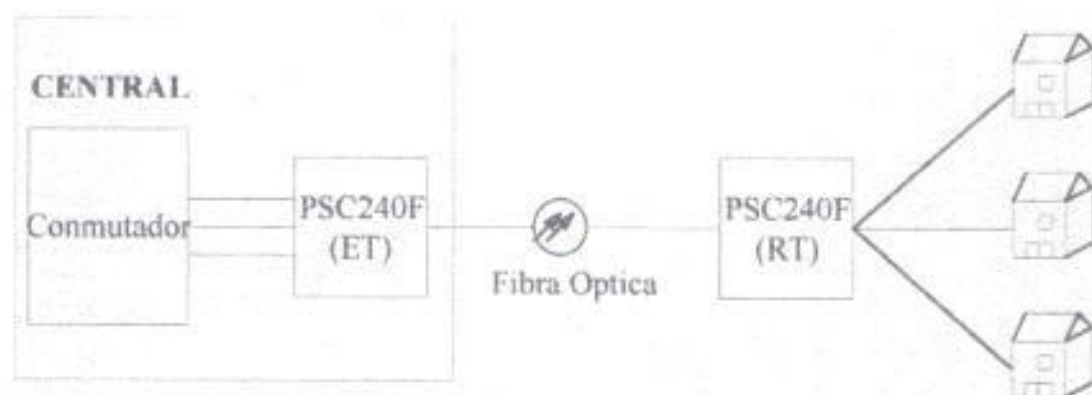 CENTRAL
Conmutador
PSC240F
(ET)
Fibra Optica
PSC240F
(RT)